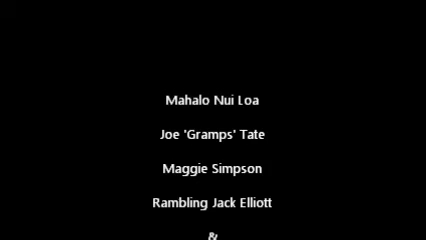 Mahalo Nui Loa
Joe 'Gramps' Tate
Maggie Simpson
Rambling Jack Elliott
&